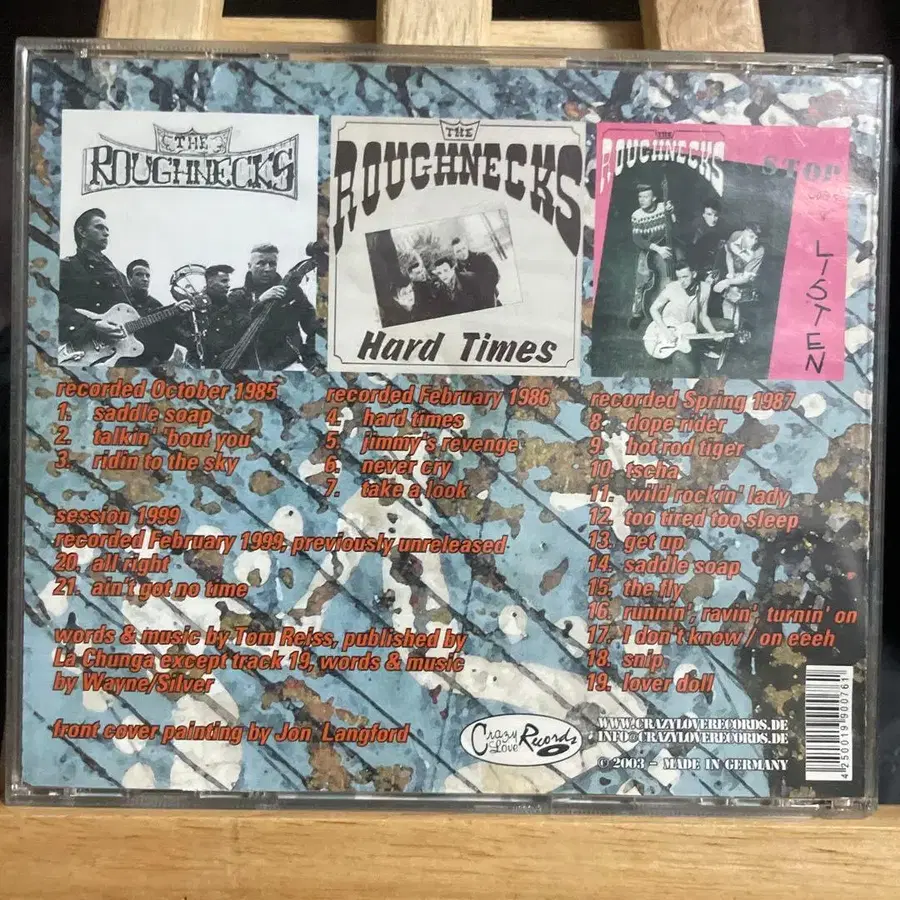 THE
ROUGHNECKS
THE
ROUGHNECKS
Hard Times
THE
ROUGHNECKS
STOP
LISTEN
recorded October 1985
1. saddle soap
2. talkin' 'bout you
3. ridin to the sky
recorded February 1986
4. hard times
5. jimmy's revenge
6. never cry
7. take a look
recorded Spring 1987
8. dope rider
9. hot rod tiger
10. tscha
11. wild rockin' lady
12. too tired too sleep
13. get up
14. saddle soap
15. the fly
16. runnin', ravin', turnin' on
17. I don't know / on eeeh
18. snip
19. lover doll
session 1999
recorded February 1999, previously unreleased
20. all right
21. ain't got no time
words & music by Tom Reiss, published by
La Chunga except track 19, words & music
by Wayne/Silver
front cover painting by Jon Langford
Crazy
Love Records
WWW.CRAZYLOVERECORDS.DE
INFO@CRAZYLOVERECORDS.DE
© 2003 – MADE IN GERMANY
4 250019 900761